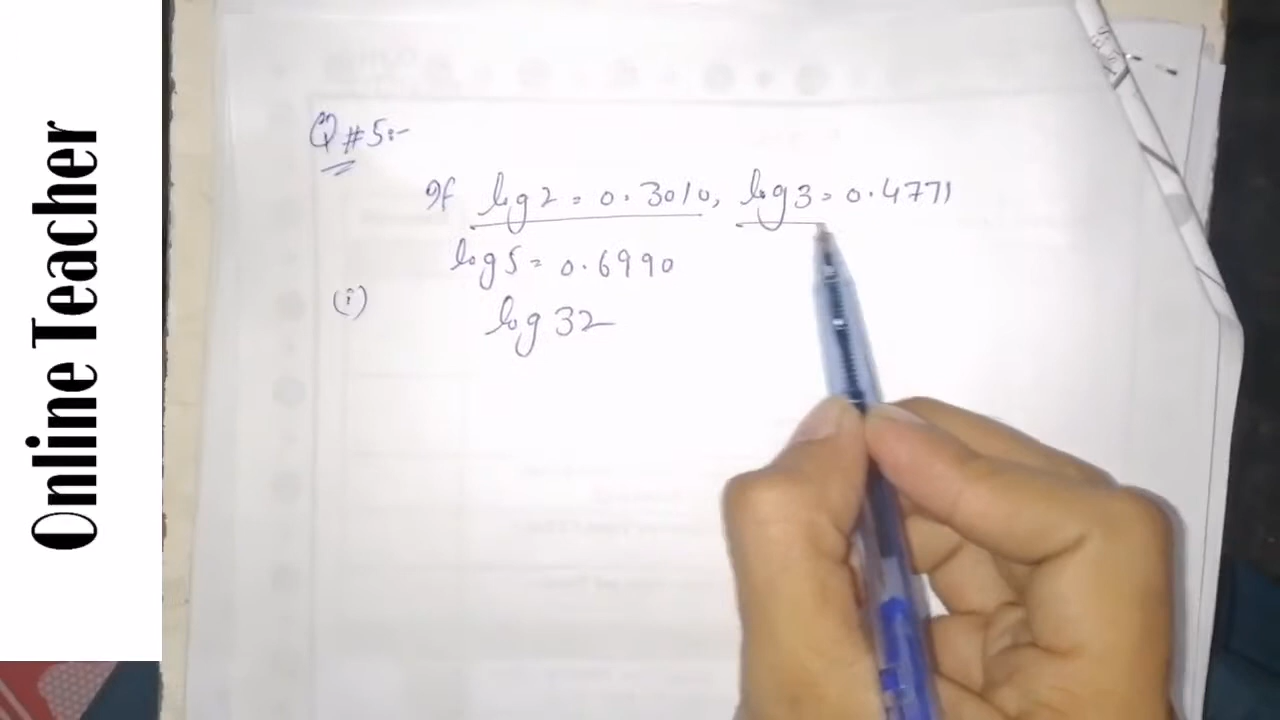 Online Teacher
Q#5:-
If log 2 = 0.3010, log 3 = 0.4771
log 5 = 0.6990
(i) log 32